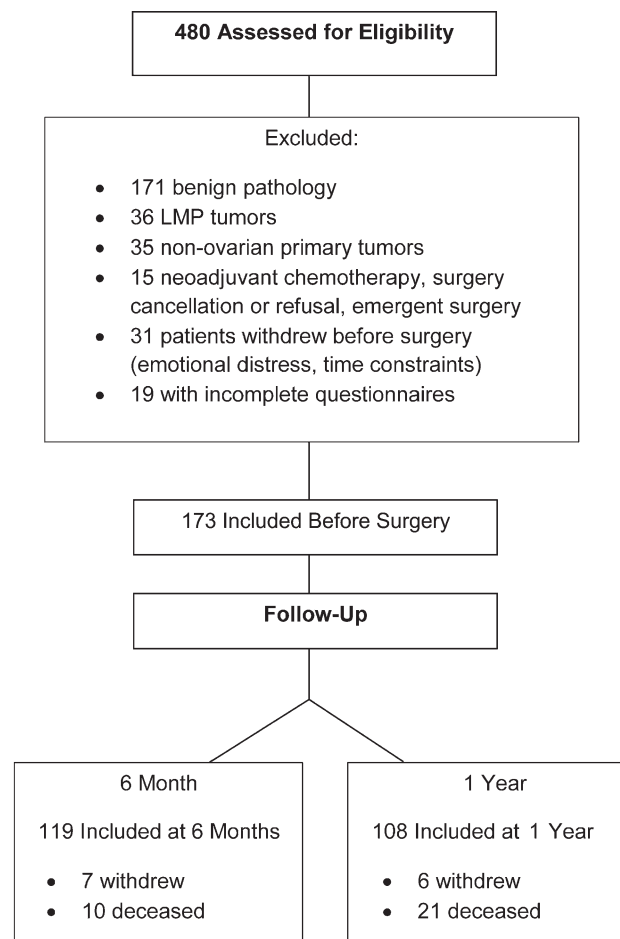 480 Assessed for Eligibility
Excluded:
• 171 benign pathology
• 36 LMP tumors
• 35 non-ovarian primary tumors
• 15 neoadjuvant chemotherapy, surgery
cancellation or refusal, emergent surgery
• 31 patients withdrew before surgery
(emotional distress, time constraints)
• 19 with incomplete questionnaires
173 Included Before Surgery
Follow-Up
6 Month
119 Included at 6 Months
• 7 withdrew
• 10 deceased
1 Year
108 Included at 1 Year
• 6 withdrew
• 21 deceased